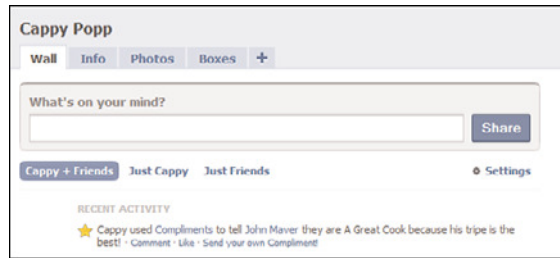 Cappy Popp
Wall Info Photos Boxes +
What's on your mind?
Share
Cappy + Friends Just Cappy Just Friends Settings
RECENT ACTIVITY
Cappy used Compliments to tell John Maver they are A Great Cook because his tripe is the
best! · Comment · Like · Send your own Compliment!